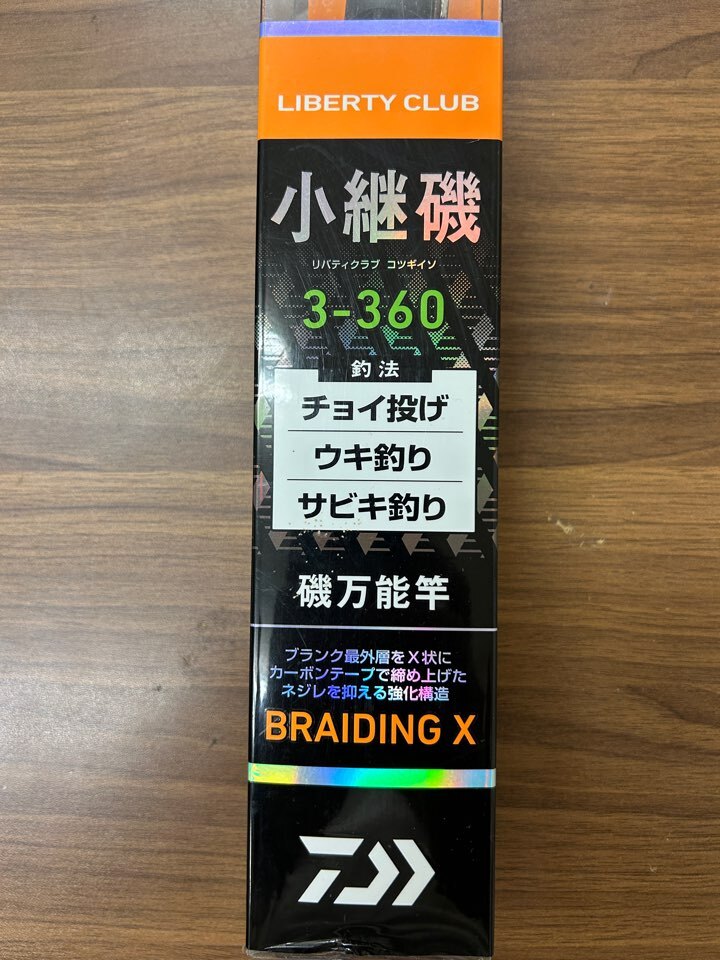 LIBERTY CLUB
小継磯
リバティクラブ コツギイソ
3-360
釣法
チョイ投げ
ウキ釣り
サビキ釣り
磯万能竿
ブランク最外層をX状に
カーボンテープで締め上げた
ネジレを抑える強化構造
BRAIDING X